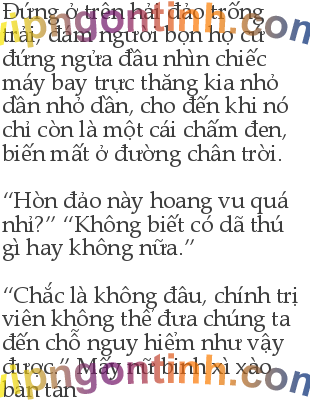 Đứng ở trên hải đảo trống
trải, đám người bọn họ cứ
đứng ngửa đầu nhìn chiếc
máy bay trực thăng kia nhỏ
dần nhỏ dần, cho đến khi nó
chỉ còn là một cái chấm đen,
biến mất ở đường chân trời.
“Hòn đảo này hoang vu quá
nhỉ?” “Không biết có dã thú
gì hay không nữa.”
“Chắc là không đâu, chính trị
viên không thể đưa chúng ta
đến chỗ nguy hiểm như vậy
được.” Mấy nữ binh xì xào
bàn tán
vupngontinh.com
vupngontinh.com